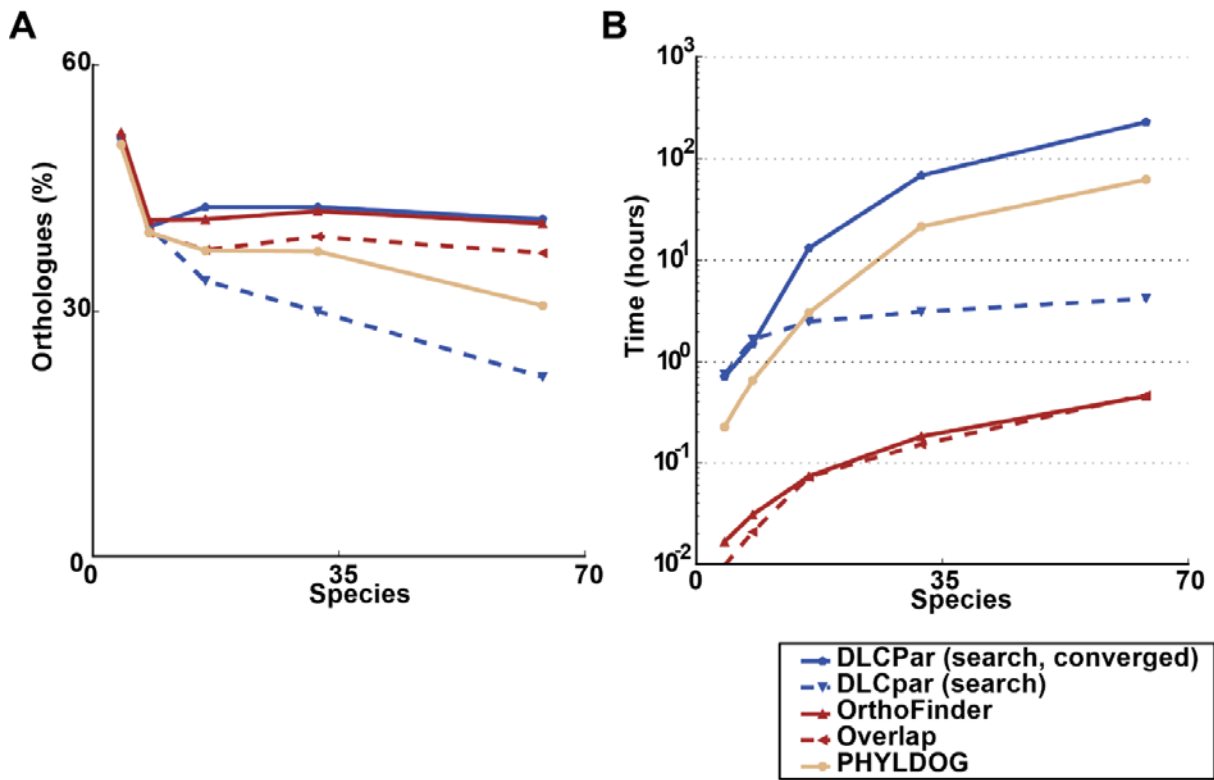 A
60
30
0
Orthologues (%)
0
35
70
Species
B
10³
10²
10¹
10⁰
10⁻¹
10⁻²
Time (hours)
0
35
70
Species
DLCPar (search, converged)
DLCpar (search)
OrthoFinder
Overlap
PHYLDOG